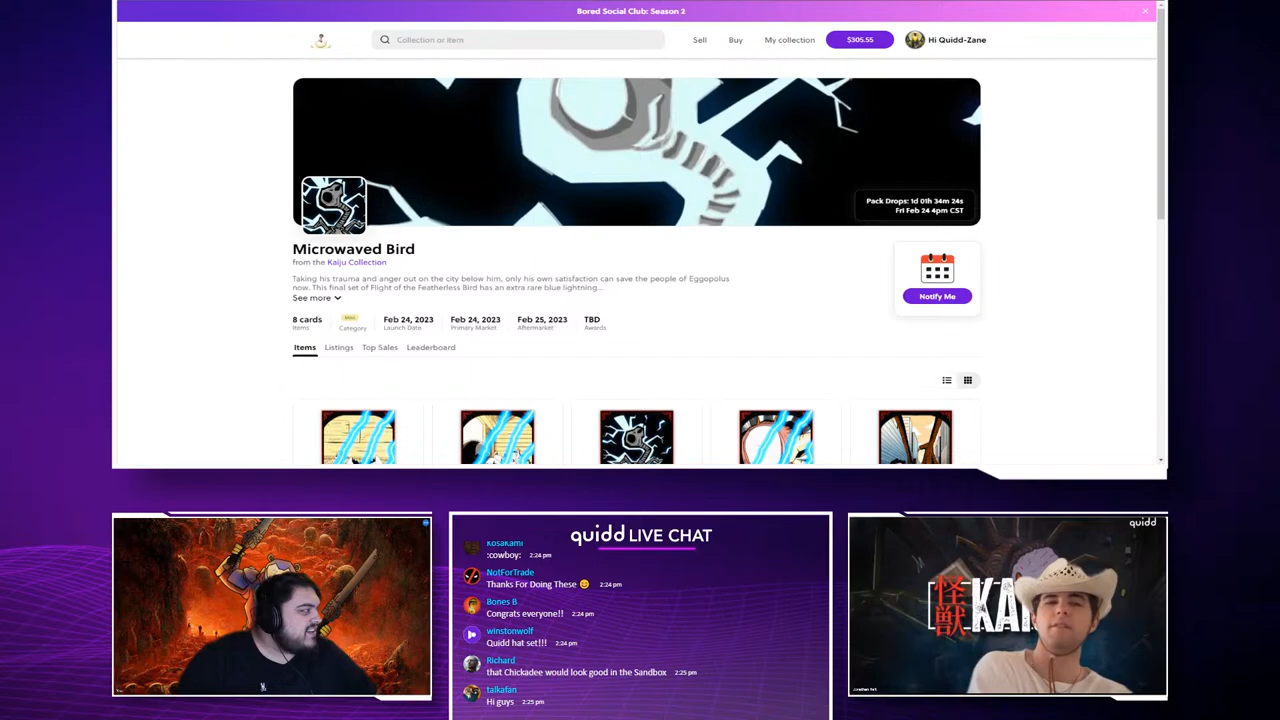 Bored Social Club: Season 2
Collection or item
Sell
Buy
My collection
$305.55
Hi Quidd-Zane
Pack Drops: 1d 01h 34m 24s
Fri Feb 24 4pm CST
Microwaved Bird
from the Kaiju Collection
Taking his trauma and anger out on the city below him, only his own satisfaction can save the people of Eggopolus
now. This final set of Flight of the Featherless Bird has an extra rare blue lightning...
See more
Notify Me
8 cards
Items
Mini
Category
Feb 24, 2023
Launch Date
Feb 24, 2023
Primary Market
Feb 25, 2023
Aftermarket
TBD
Awards
Items
Listings
Top Sales
Leaderboard
quidd LIVE CHAT
KosaKami
:cowboy: 2:24 pm
NotForTrade
Thanks For Doing These 😊 2:24 pm
Bones B
Congrats everyone!! 2:24 pm
winstonwolf
Quidd hat set!!! 2:24 pm
Richard
that Chickadee would look good in the Sandbox 2:25 pm
talkafan
Hi guys 2:25 pm
quidd
怪獣
KA